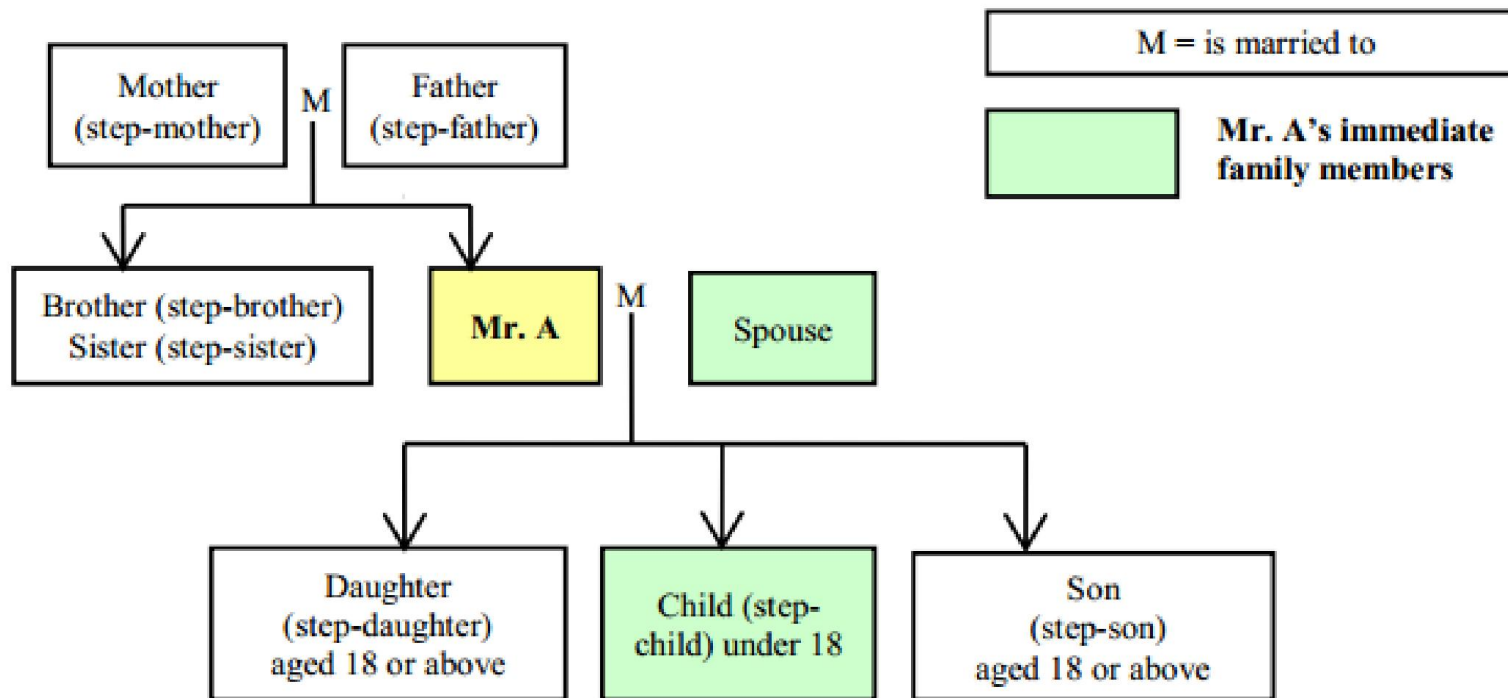 Mother
(step-mother)
M
Father
(step-father)
M = is married to
Mr. A's immediate
family members
Brother (step-brother)
Sister (step-sister)
Mr. A
M
Spouse
Daughter
(step-daughter)
aged 18 or above
Child (step-
child) under 18
Son
(step-son)
aged 18 or above